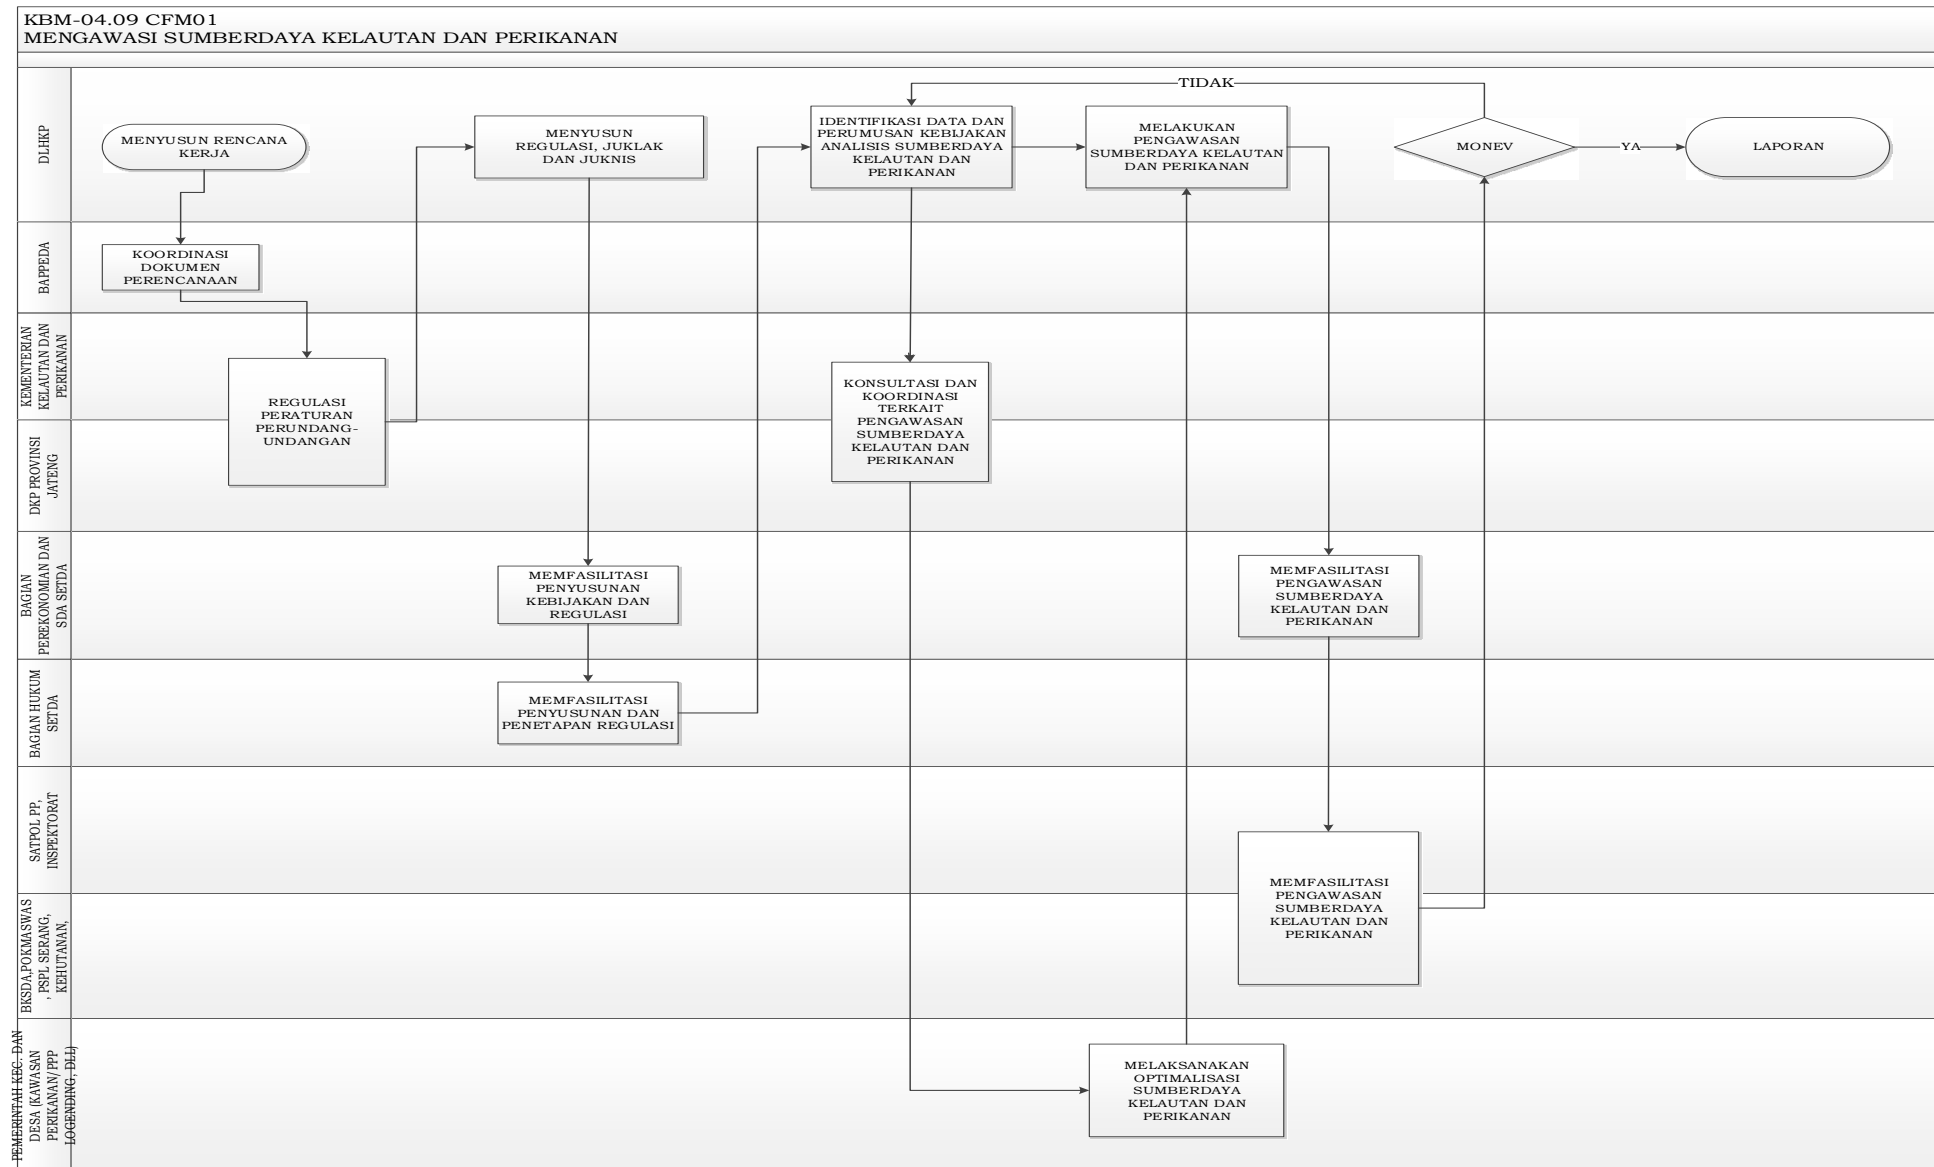 KBM-04.09 CFM01
MENGAWASI SUMBERDAYA KELAUTAN DAN PERIKANAN
DLHKP
MENYUSUN RENCANA
KERJA
MENYUSUN
REGULASI, JUKLAK
DAN JUKNIS
IDENTIFIKASI DATA DAN
PERUMUSAN KEBIJAKAN
ANALISIS SUMBERDAYA
KELAUTAN DAN
PERIKANAN
MELAKUKAN
PENGAWASAN
SUMBERDAYA KELAUTAN
DAN PERIKANAN
TIDAK
MONEV
YA
LAPORAN
BAPPEDA
KOORDINASI
DOKUMEN
PERENCANAAN
KEMENTERIAN
KELAUTAN DAN
PERIKANAN
REGULASI
PERATURAN
PERUNDANG-
UNDANGAN
KONSULTASI DAN
KOORDINASI
TERKAIT
PENGAWASAN
SUMBERDAYA
KELAUTAN DAN
PERIKANAN
DKP PROVINSI
JATENG
BAGIAN
PEREKONOMIAN DAN
SDA SETDA
MEMFASILITASI
PENYUSUNAN
KEBIJAKAN DAN
REGULASI
MEMFASILITASI
PENGAWASAN
SUMBERDAYA
KELAUTAN DAN
PERIKANAN
BAGIAN HUKUM
SETDA
MEMFASILITASI
PENYUSUNAN DAN
PENETAPAN REGULASI
SATPOL PP,
INSPEKTORAT
MEMFASILITASI
PENGAWASAN
SUMBERDAYA
KELAUTAN DAN
PERIKANAN
BKSDA,POKMASWAS
, PSPL SERANG,
KEHUTANAN,
PEMERINTAH KEC. DAN
DESA (KAWASAN
PERIKANAN/PPP
LOGENDING, DLL)
MELAKSANAKAN
OPTIMALISASI
SUMBERDAYA
KELAUTAN DAN
PERIKANAN